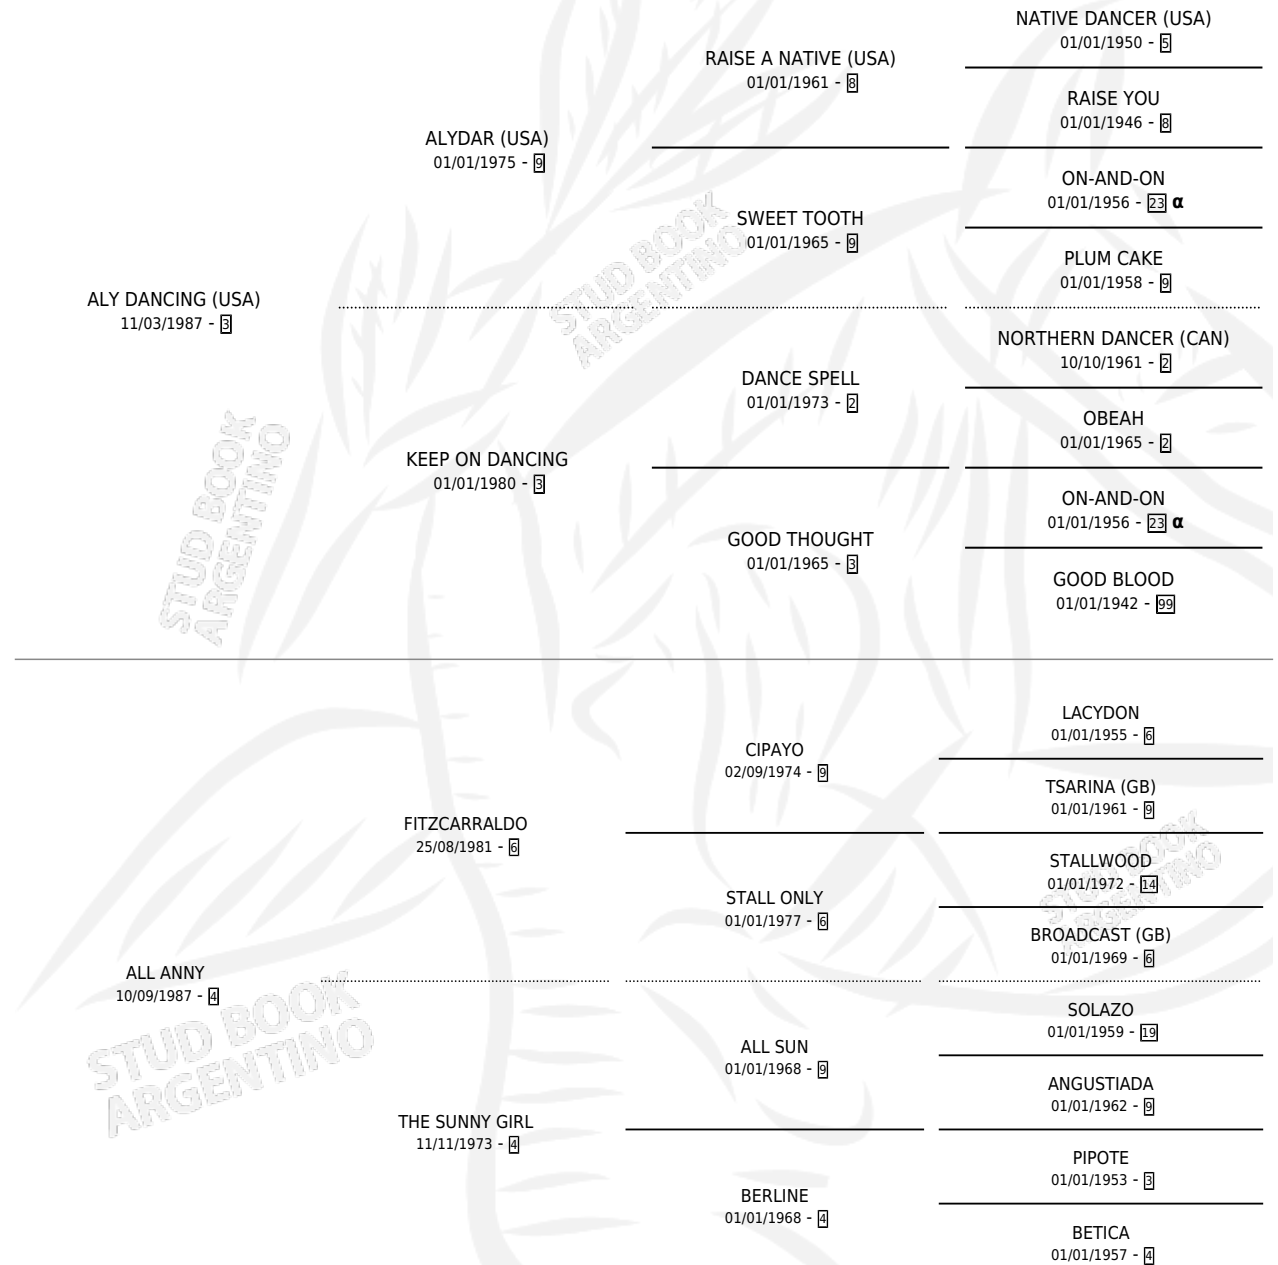 NATIVE DANCER (USA)
01/01/1950 - 5
RAISE A NATIVE (USA)
01/01/1961 - 8
RAISE YOU
01/01/1946 - 8
ALYDAR (USA)
01/01/1975 - 9
ON-AND-ON
01/01/1956 - 23 α
SWEET TOOTH
01/01/1965 - 9
PLUM CAKE
01/01/1958 - 9
ALY DANCING (USA)
11/03/1987 - 3
NORTHERN DANCER (CAN)
10/10/1961 - 2
DANCE SPELL
01/01/1973 - 2
OBEAH
01/01/1965 - 2
KEEP ON DANCING
01/01/1980 - 3
ON-AND-ON
01/01/1956 - 23 α
GOOD THOUGHT
01/01/1965 - 3
GOOD BLOOD
01/01/1942 - 99
LACYDON
01/01/1955 - 6
CIPAYO
02/09/1974 - 9
TSARINA (GB)
01/01/1961 - 9
FITZCARRALDO
25/08/1981 - 6
STALLWOOD
01/01/1972 - 14
STALL ONLY
01/01/1977 - 6
BROADCAST (GB)
01/01/1969 - 6
ALL ANNY
10/09/1987 - 4
SOLAZO
01/01/1959 - 19
ALL SUN
01/01/1968 - 9
ANGUSTIADA
01/01/1962 - 9
THE SUNNY GIRL
11/11/1973 - 4
PIPOTE
01/01/1953 - 3
BERLINE
01/01/1968 - 4
BETICA
01/01/1957 - 4
STUD BOOK
ARGENTINO
STUD BOOK
ARGENTINO
STUD BOOK
ARGENTINO
STUD BOOK
ARGENTINO